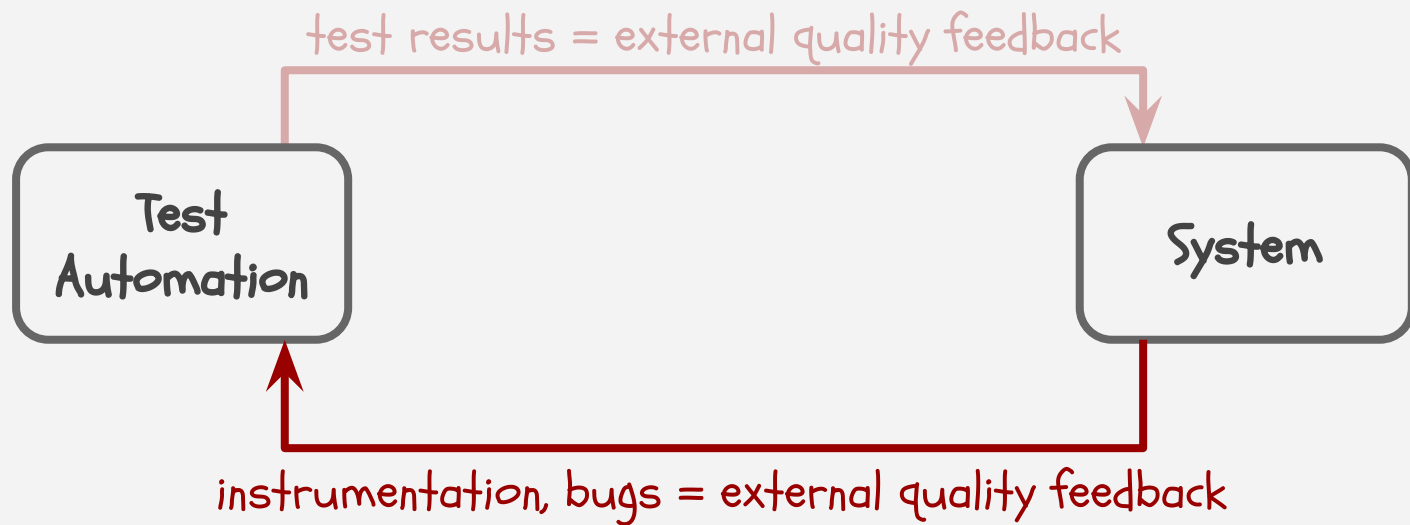 test results = external quality feedback
Test
Automation
System
instrumentation, bugs = external quality feedback